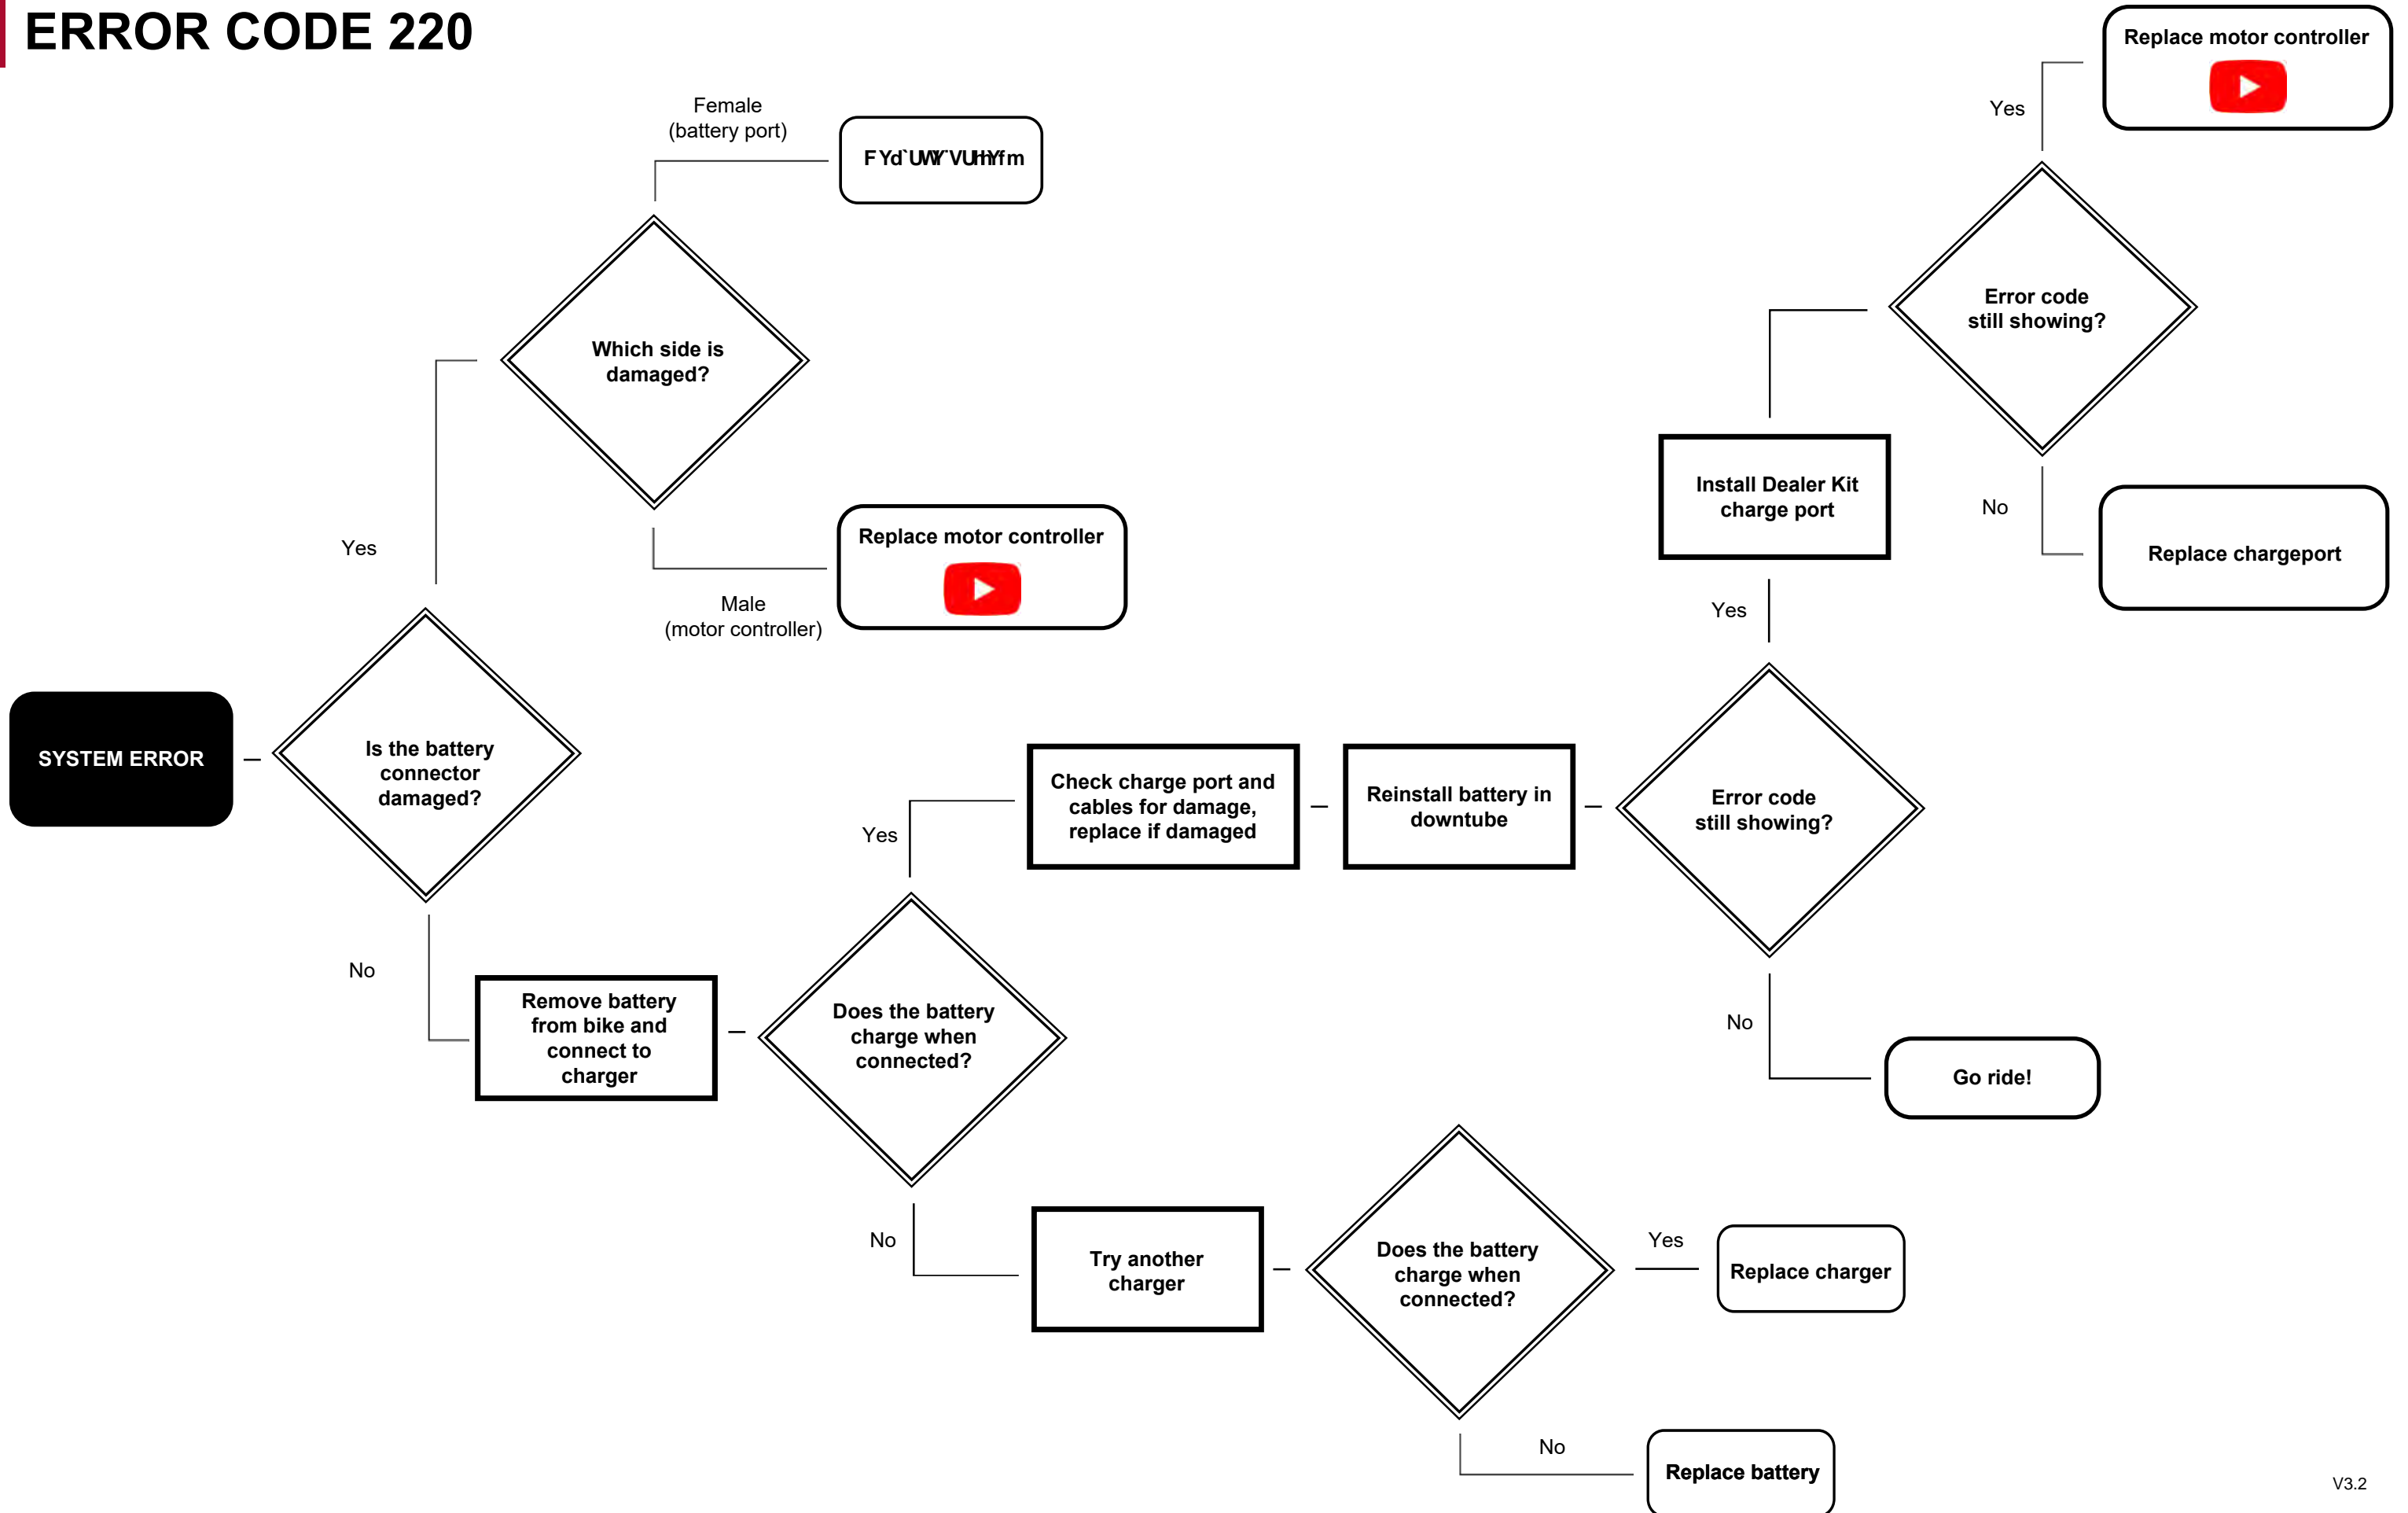 ERROR CODE 220
Replace motor controller
Yes
Female
(battery port)
Error code
still showing?
Which side is
damaged?
Install Dealer Kit
charge port
No
Replace chargeport
Replace motor controller
Yes
Male
(motor controller)
Yes
SYSTEM ERROR
Is the battery
connector
damaged?
Yes
Check charge port and
cables for damage,
replace if damaged
Reinstall battery in
downtube
Error code
still showing?
No
Remove battery
from bike and
connect to
charger
Does the battery
charge when
connected?
No
Go ride!
No
Try another
charger
Does the battery
charge when
connected?
Yes
Replace charger
No
Replace battery
V3.2